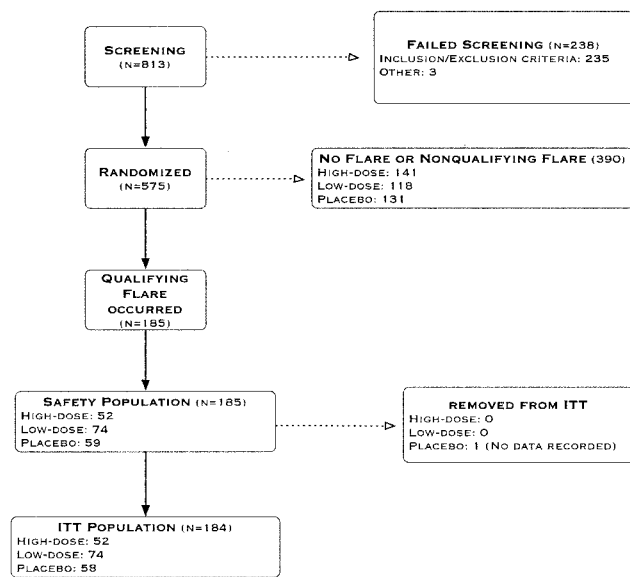 SCREENING
(N=813)
FAILED SCREENING (N=238)
INCLUSION/EXCLUSION CRITERIA: 235
OTHER: 3
RANDOMIZED
(N=575)
NO FLARE OR NONQUALIFYING FLARE (390)
HIGH-DOSE: 141
LOW-DOSE: 118
PLACEBO: 131
QUALIFYING
FLARE
OCCURRED
(N=185)
SAFETY POPULATION (N=185)
HIGH-DOSE: 52
LOW-DOSE: 74
PLACEBO: 59
REMOVED FROM ITT
HIGH-DOSE: 0
LOW-DOSE: 0
PLACEBO: 1 (NO DATA RECORDED)
ITT POPULATION (N=184)
HIGH-DOSE: 52
LOW-DOSE: 74
PLACEBO: 58